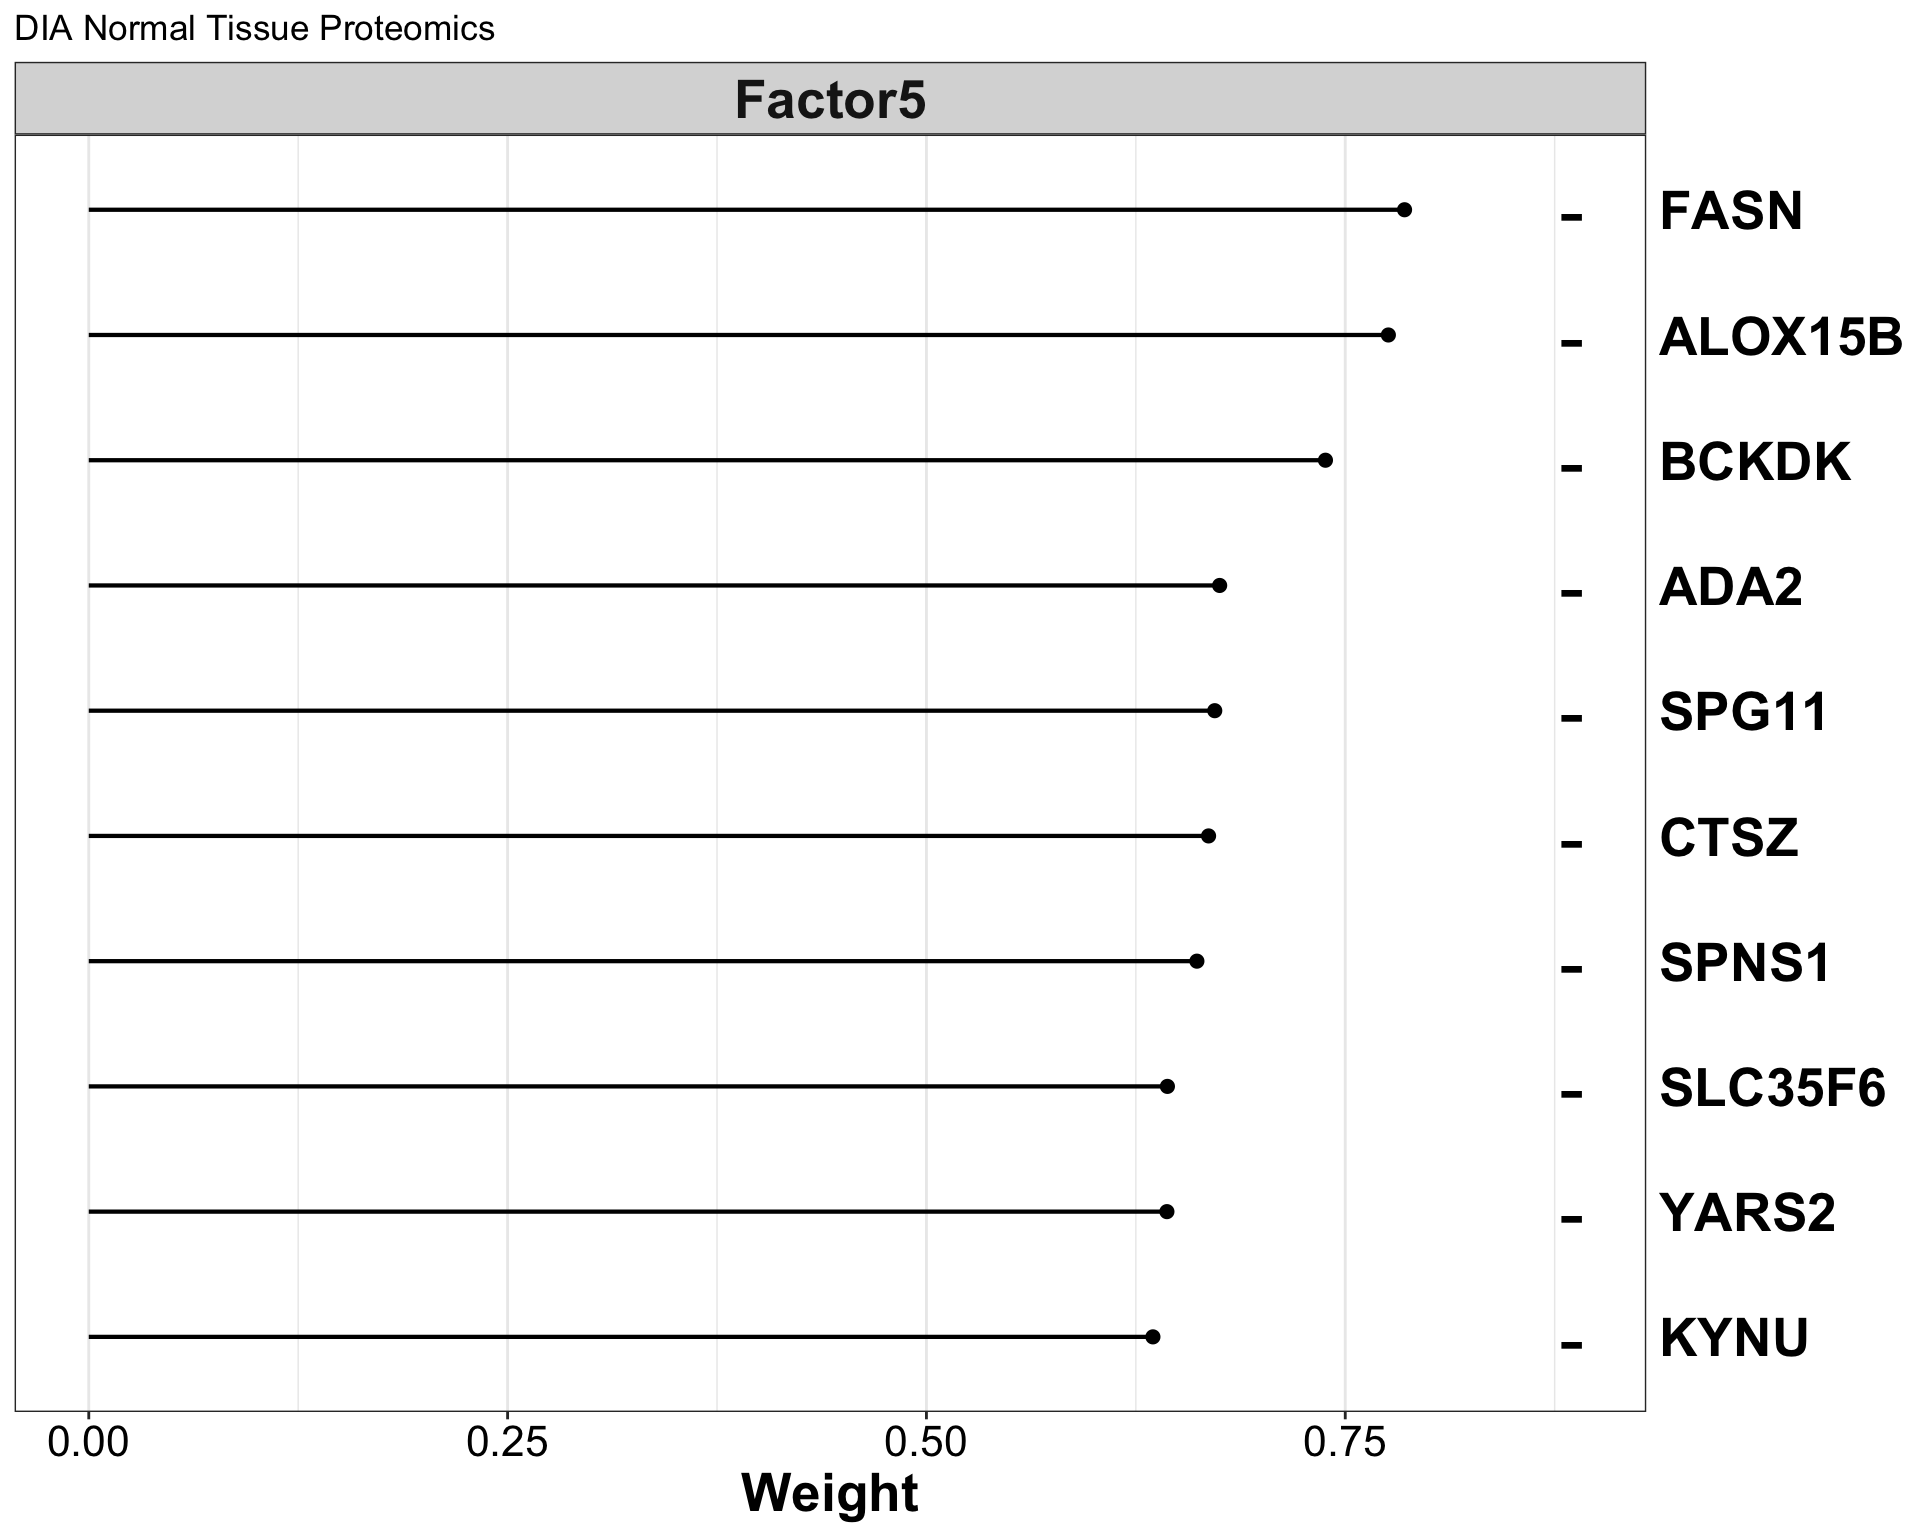 DIA Normal Tissue Proteomics
Factor5
- FASN
- ALOX15B
- BCKDK
- ADA2
- SPG11
- CTSZ
- SPNS1
- SLC35F6
- YARS2
- KYNU
0.00 0.25 0.50 0.75
Weight